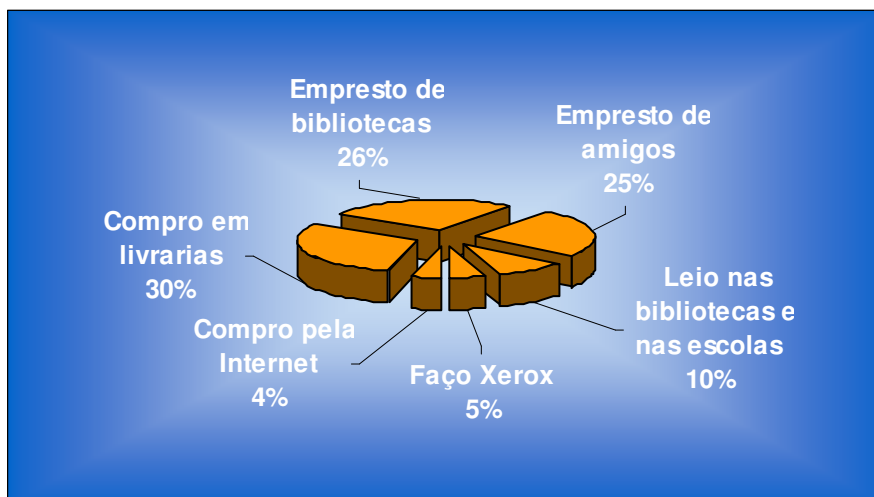 Empresto de
bibliotecas
26%
Empresto de
amigos
25%
Compro em
livrarias
30%
Leio nas
bibliotecas e
nas escolas
10%
Compro pela
Internet
4%
Faço Xerox
5%